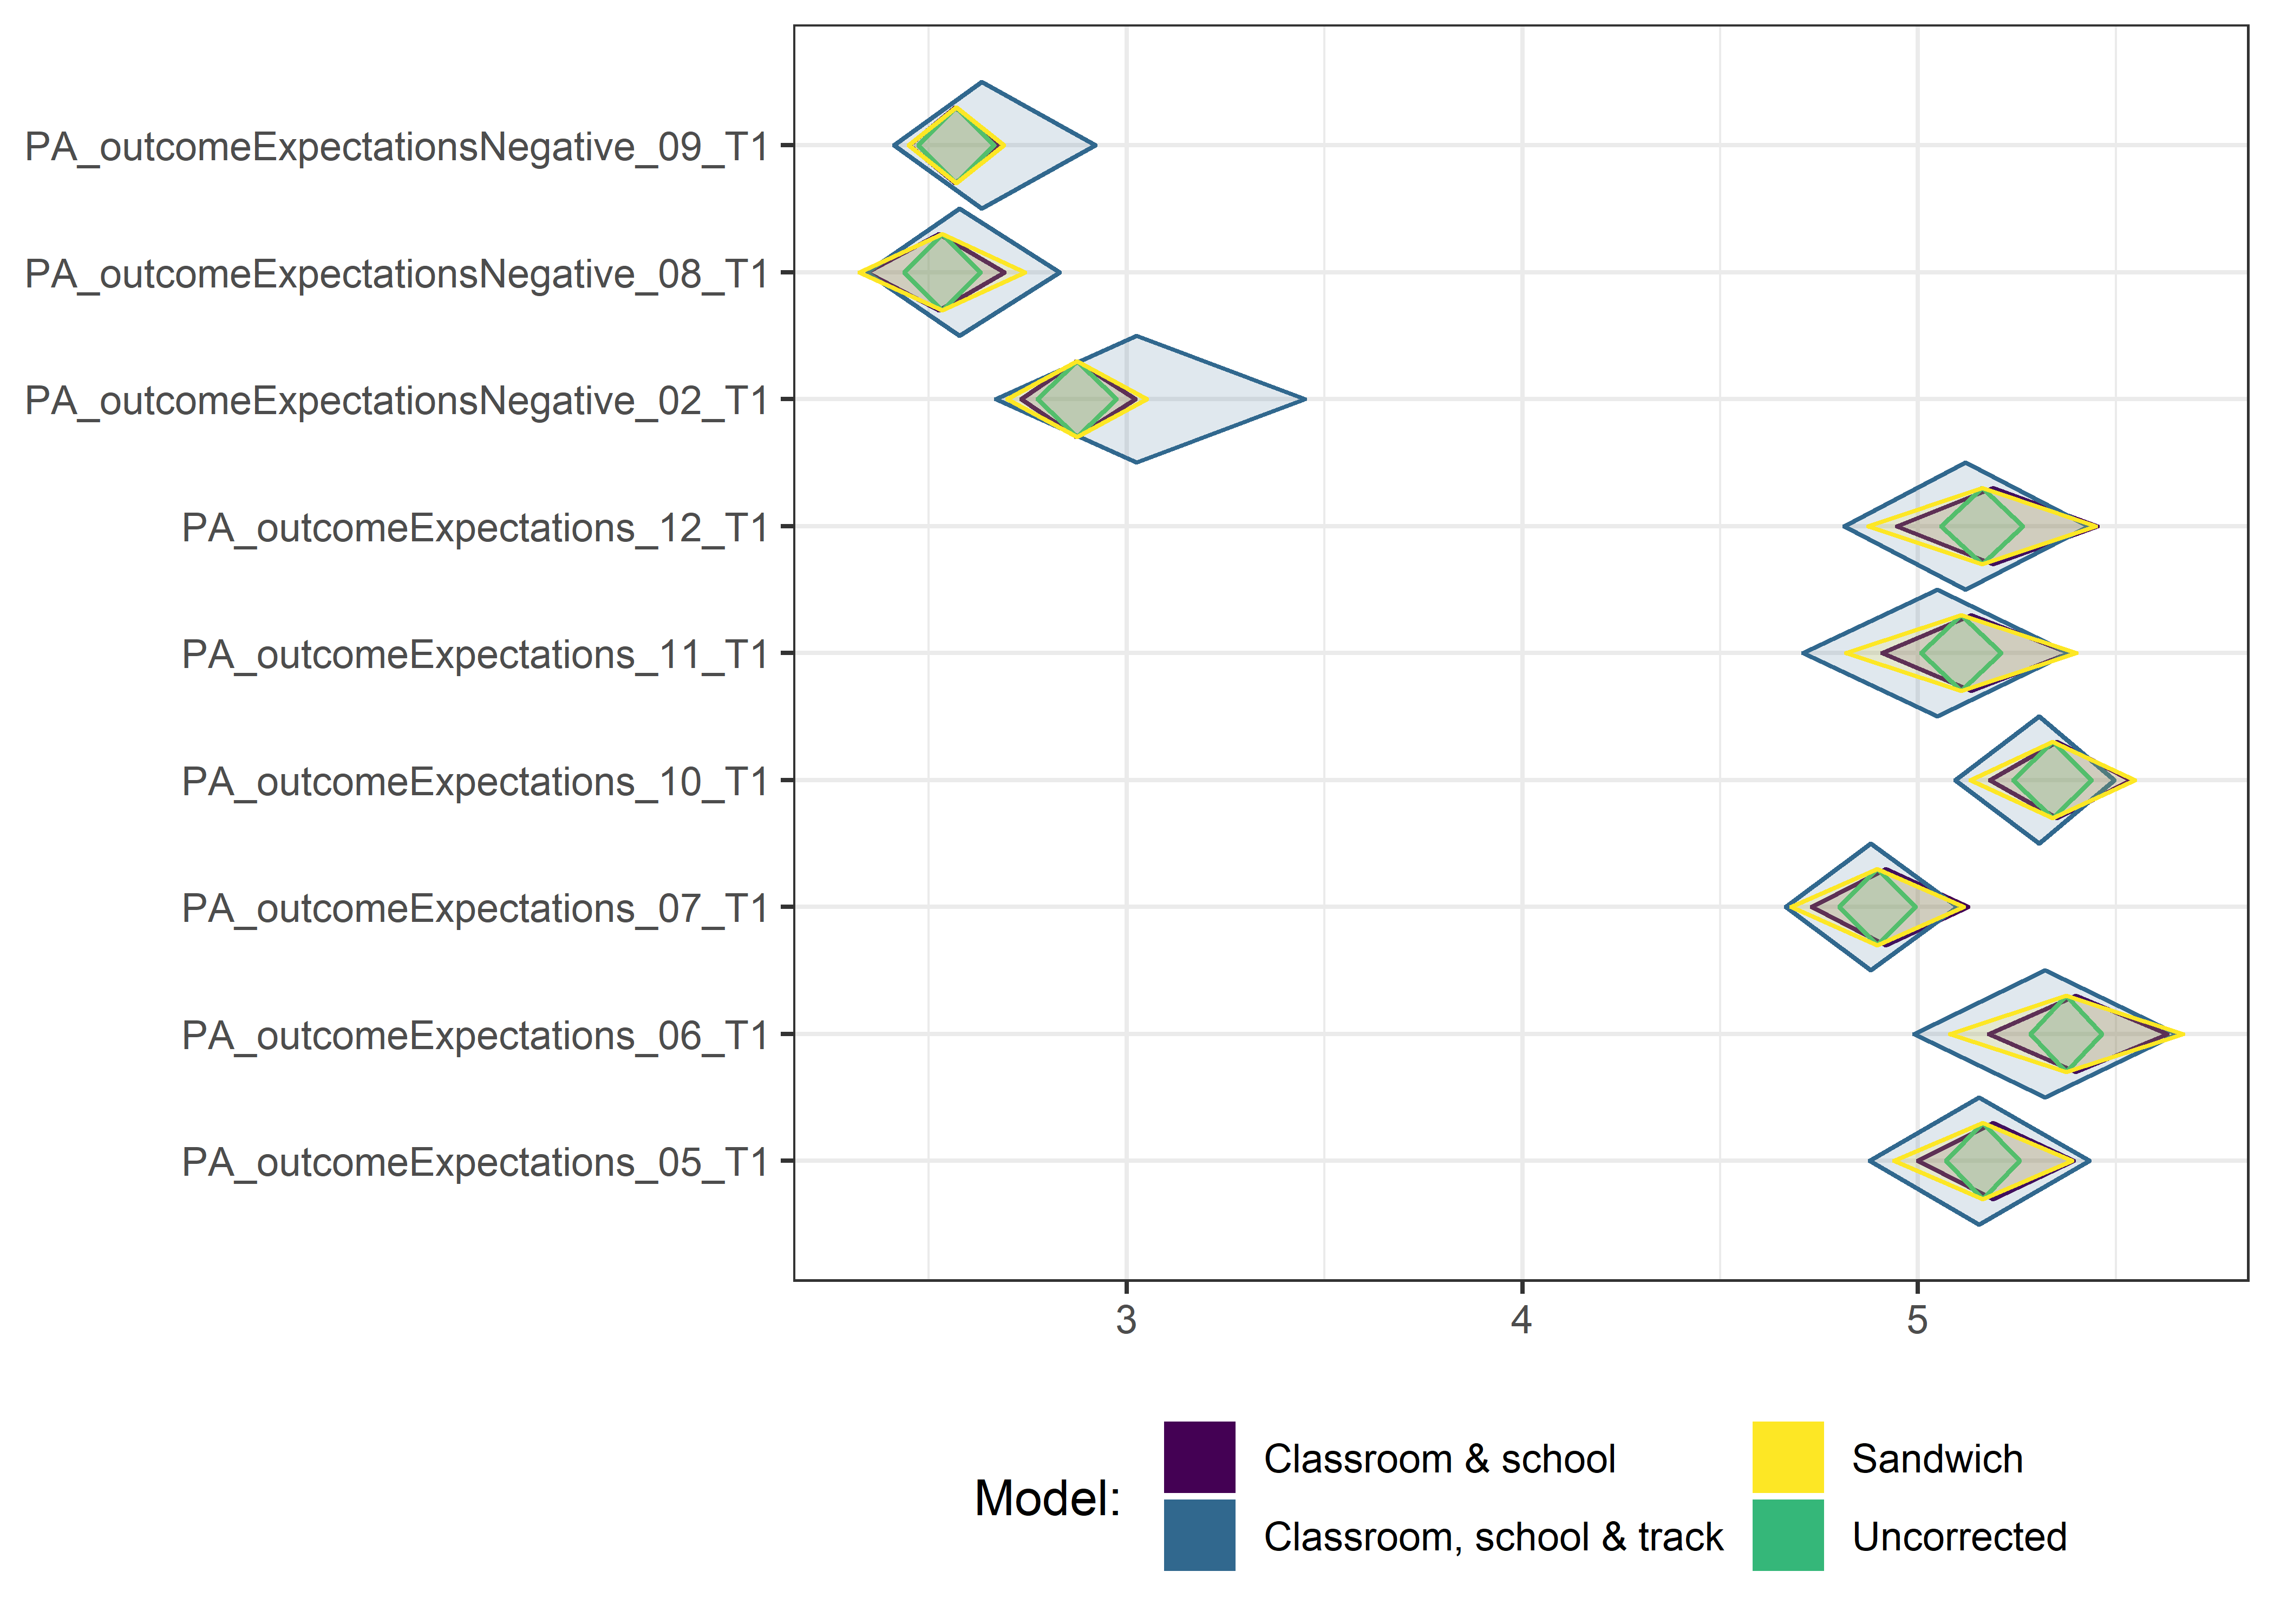 PA_outcomeExpectationsNegative_09_T1
PA_outcomeExpectationsNegative_08_T1
PA_outcomeExpectationsNegative_02_T1
PA_outcomeExpectations_12_T1
PA_outcomeExpectations_11_T1
PA_outcomeExpectations_10_T1
PA_outcomeExpectations_07_T1
PA_outcomeExpectations_06_T1
PA_outcomeExpectations_05_T1
3 4 5
Model:
Classroom & school
Classroom, school & track
Sandwich
Uncorrected